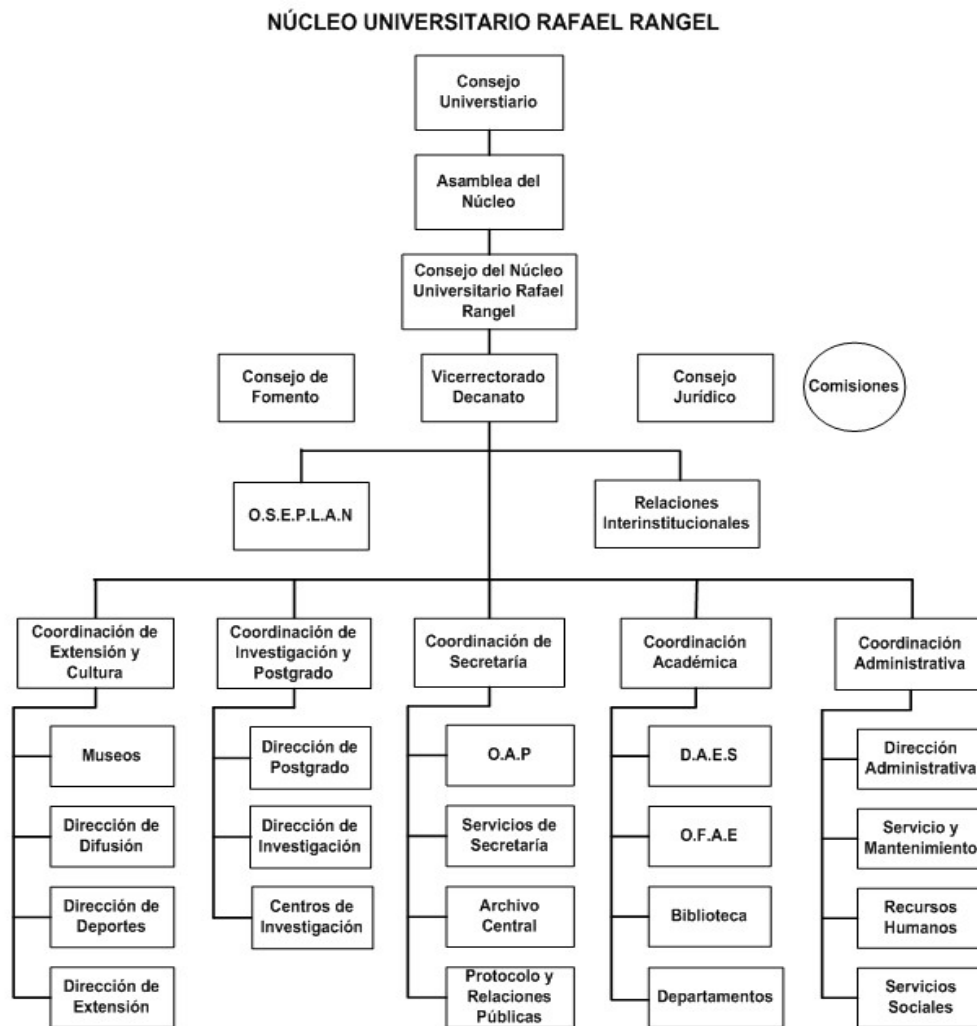 NÚCLEO UNIVERSITARIO RAFAEL RANGEL
Consejo
Universtiario
Asamblea del
Núcleo
Consejo del Núcleo
Universitario Rafael
Rangel
Consejo de
Fomento
Vicerrectorado
Decanato
Consejo
Jurídico
Comisiones
O.S.E.P.L.A.N
Relaciones
Interinstitucionales
Coordinación de
Extensión y
Cultura
Coordinación de
Investigación y
Postgrado
Coordinación de
Secretaría
Coordinación
Académica
Coordinación
Administrativa
Museos
Dirección de
Difusión
Dirección de
Deportes
Dirección de
Extensión
Dirección de
Postgrado
Dirección de
Investigación
Centros de
Investigación
O.A.P
Servicios de
Secretaría
Archivo
Central
Protocolo y
Relaciones
Públicas
D.A.E.S
O.F.A.E
Biblioteca
Departamentos
Dirección
Administrativa
Servicio y
Mantenimiento
Recursos
Humanos
Servicios
Sociales